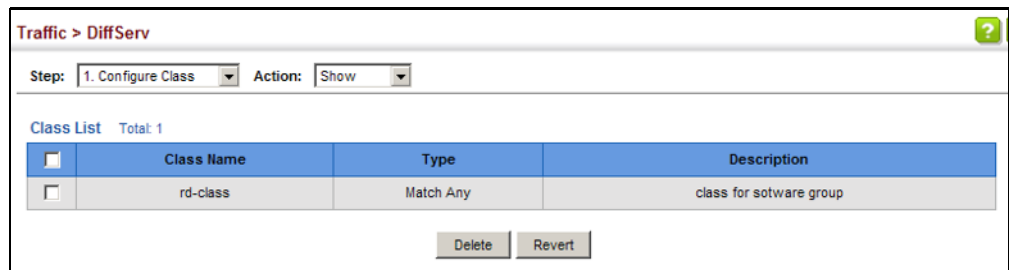 Traffic > DiffServ
?
Step: 1. Configure Class Action: Show
Class List Total: 1
Class Name Type Description
rd-class Match Any class for sotware group
Delete Revert